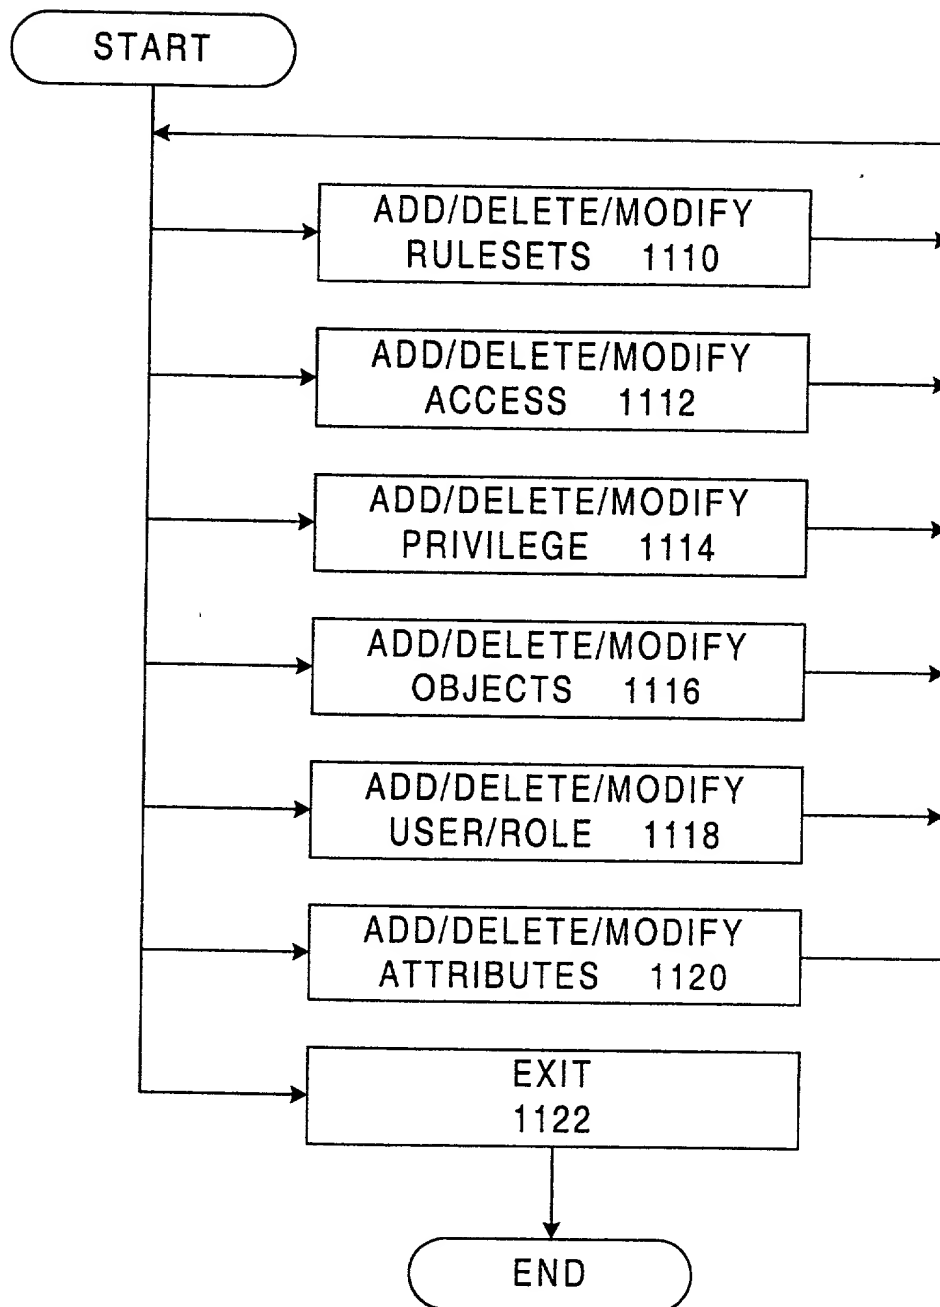 START
ADD/DELETE/MODIFY
RULESETS 1110
ADD/DELETE/MODIFY
ACCESS 1112
ADD/DELETE/MODIFY
PRIVILEGE 1114
ADD/DELETE/MODIFY
OBJECTS 1116
ADD/DELETE/MODIFY
USER/ROLE 1118
ADD/DELETE/MODIFY
ATTRIBUTES 1120
EXIT
1122
END